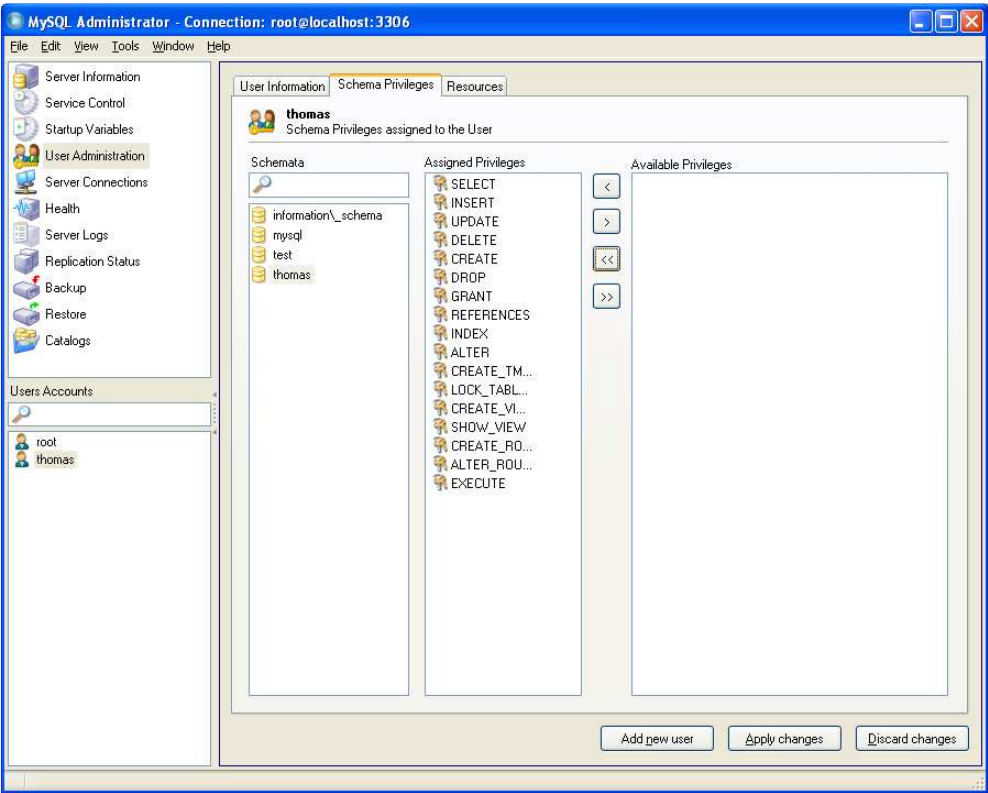 MySQL Administrator - Connection: root@localhost:3306
File Edit View Tools Window Help
Server Information
Service Control
Startup Variables
User Administration
Server Connections
Health
Server Logs
Replication Status
Backup
Restore
Catalogs
Users Accounts
root
thomas
User Information Schema Privileges Resources
thomas
Schema Privileges assigned to the User
Schemata
information\_schema
mysql
test
thomas
Assigned Privileges
SELECT
INSERT
UPDATE
DELETE
CREATE
DROP
GRANT
REFERENCES
INDEX
ALTER
CREATE_TM...
LOCK_TABL...
CREATE_VI...
SHOW_VIEW
CREATE_RO...
ALTER_ROU...
EXECUTE
<
>
<<
>>
Available Privileges
Add new user Apply changes Discard changes